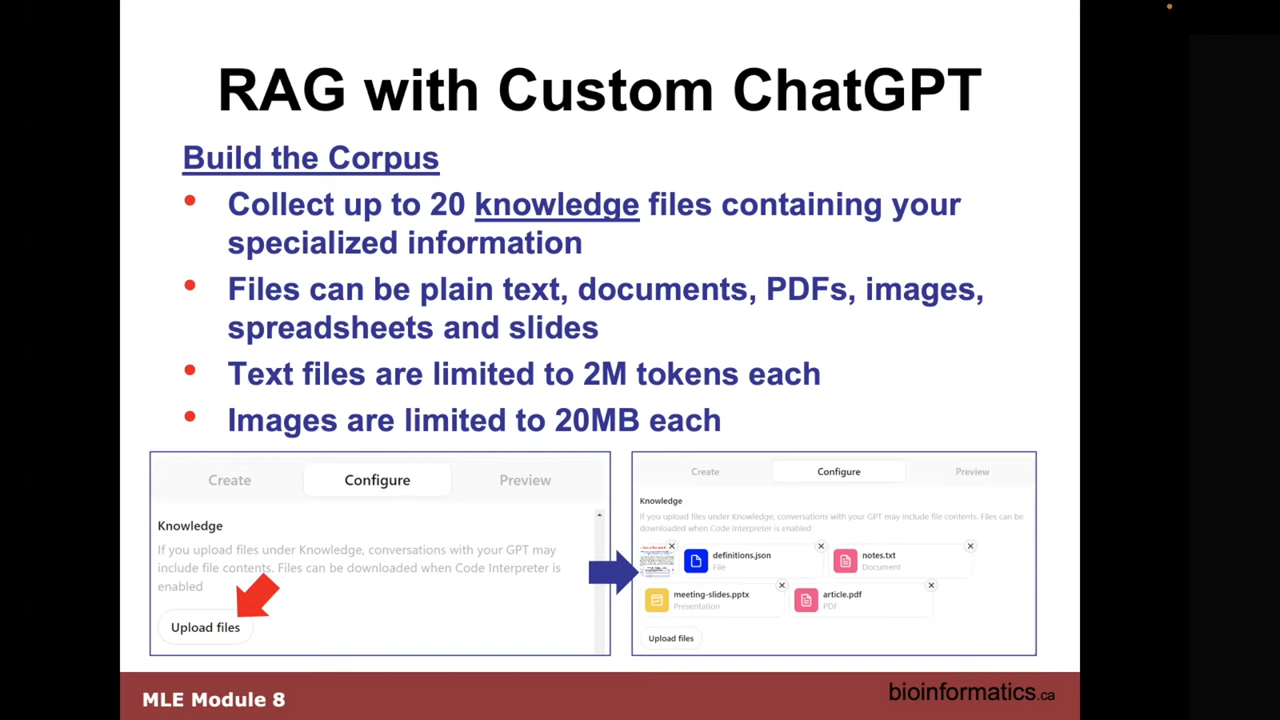 RAG with Custom ChatGPT
Build the Corpus
• Collect up to 20 knowledge files containing your
specialized information
• Files can be plain text, documents, PDFs, images,
spreadsheets and slides
• Text files are limited to 2M tokens each
• Images are limited to 20MB each
Create Configure Preview
Knowledge
If you upload files under Knowledge, conversations with your GPT may
include file contents. Files can be downloaded when Code Interpreter is
enabled
Upload files
Create Configure Preview
Knowledge
If you upload files under Knowledge, conversations with your GPT may include file contents. Files can be
downloaded when Code Interpreter is enabled
definitions.json notes.txt
File Document
meeting-slides.pptx article.pdf
Presentation PDF
Upload files
MLE Module 8
bioinformatics.ca